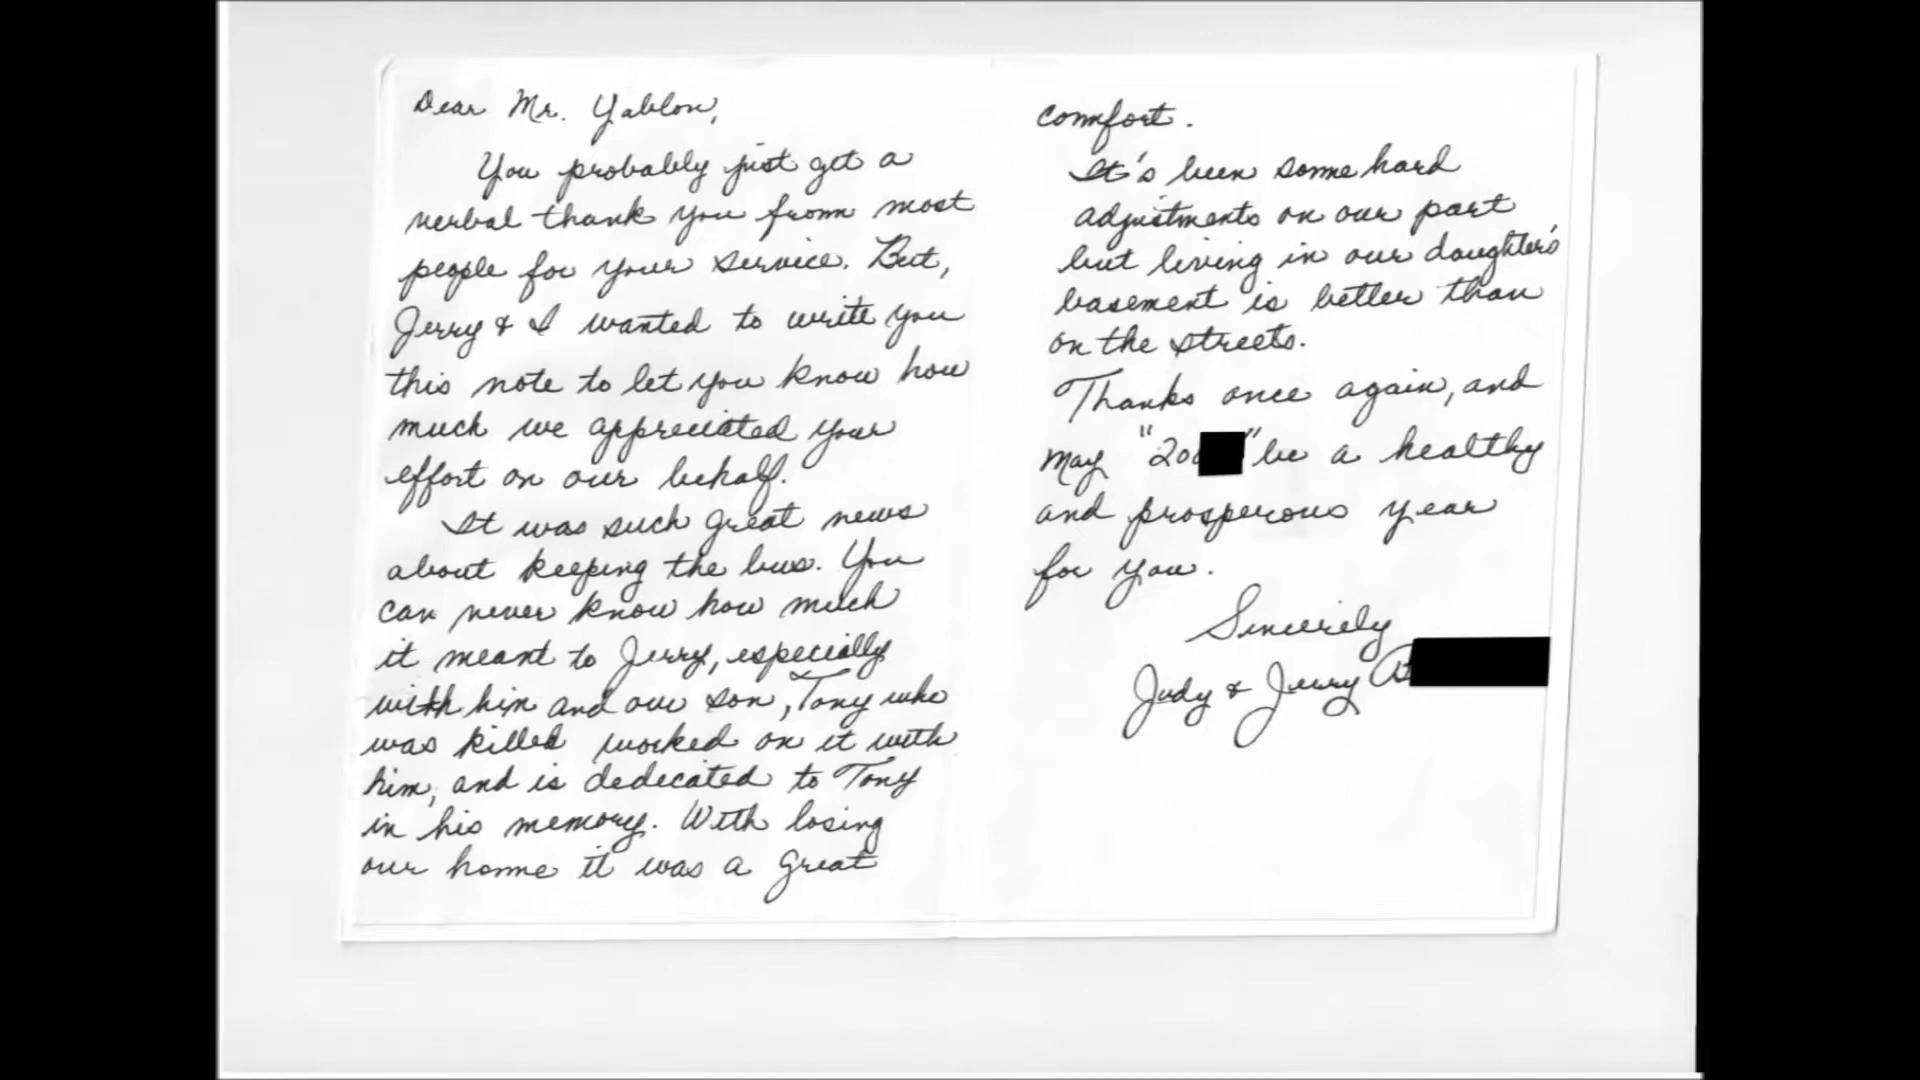 Dear Mr. Yablon,
You probably just get a
verbal thank you from most
people for your service. But,
Jerry & I wanted to write you
this note to let you know how
much we appreciated your
effort on our behalf.
It was such great news
about keeping the bus. You
can never know how much
it meant to Jerry, especially
with him and our son, Tony who
was killed worked on it with
him, and is dedicated to Tony
in his memory. With losing
our home it was a great
comfort.
It's been some hard
adjustments on our part
but living in our daughter's
basement is better than
on the streets.
Thanks once again, and
may "20 " be a healthy
and prosperous year
for you.
Sincerely
Judy & Jerry